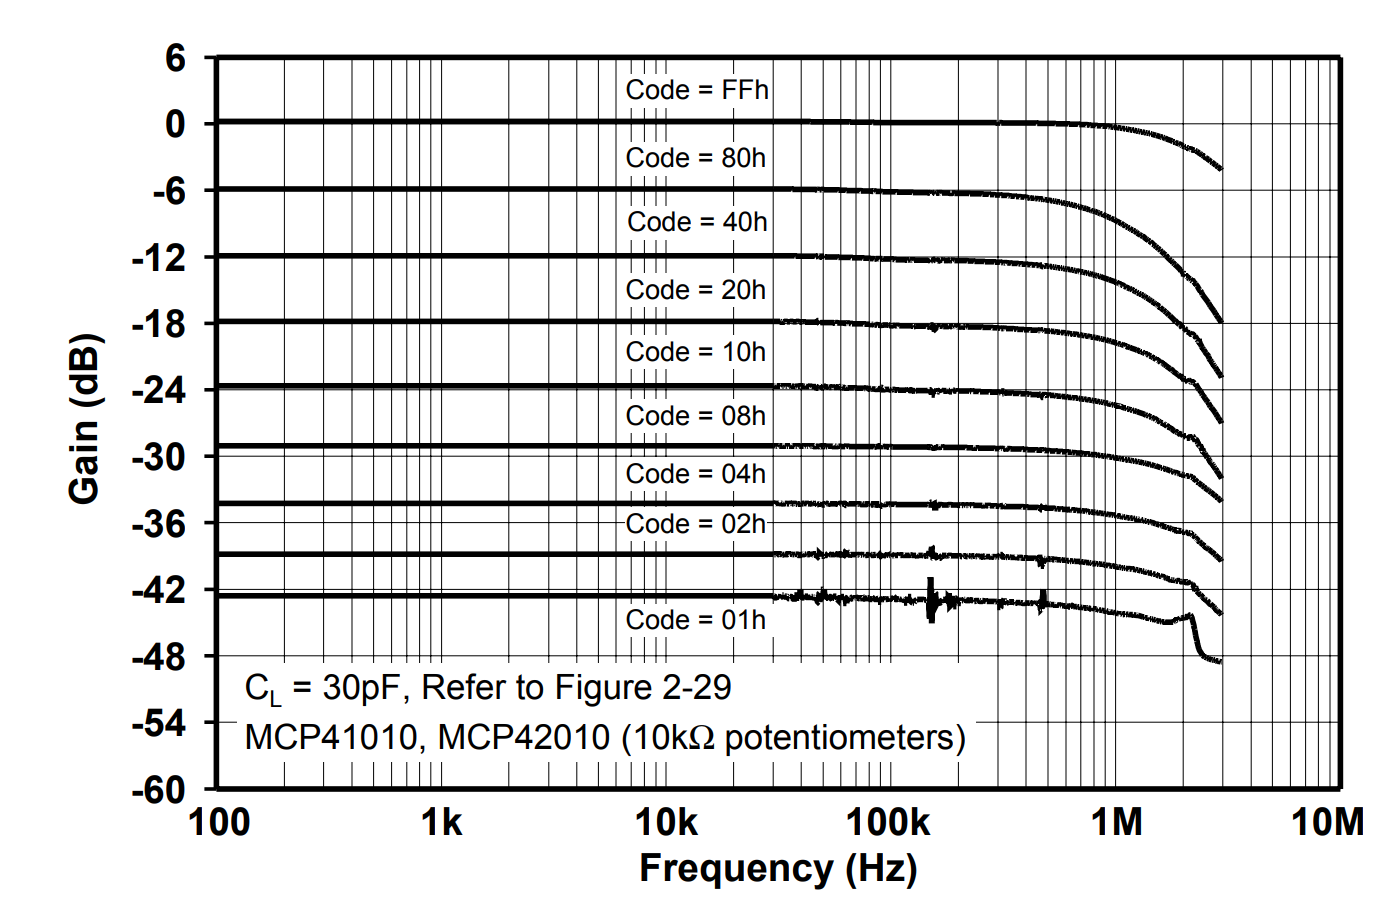 6
Code = FFh
0
Code = 80h
-6
Code = 40h
-12
Code = 20h
-18
Code = 10h
-24
Code = 08h
-30
Code = 04h
-36
Code = 02h
-42
Code = 01h
-48
-54
-60
Gain (dB)
CL = 30pF, Refer to Figure 2-29
MCP41010, MCP42010 (10kΩ potentiometers)
100 1k 10k 100k 1M 10M
Frequency (Hz)